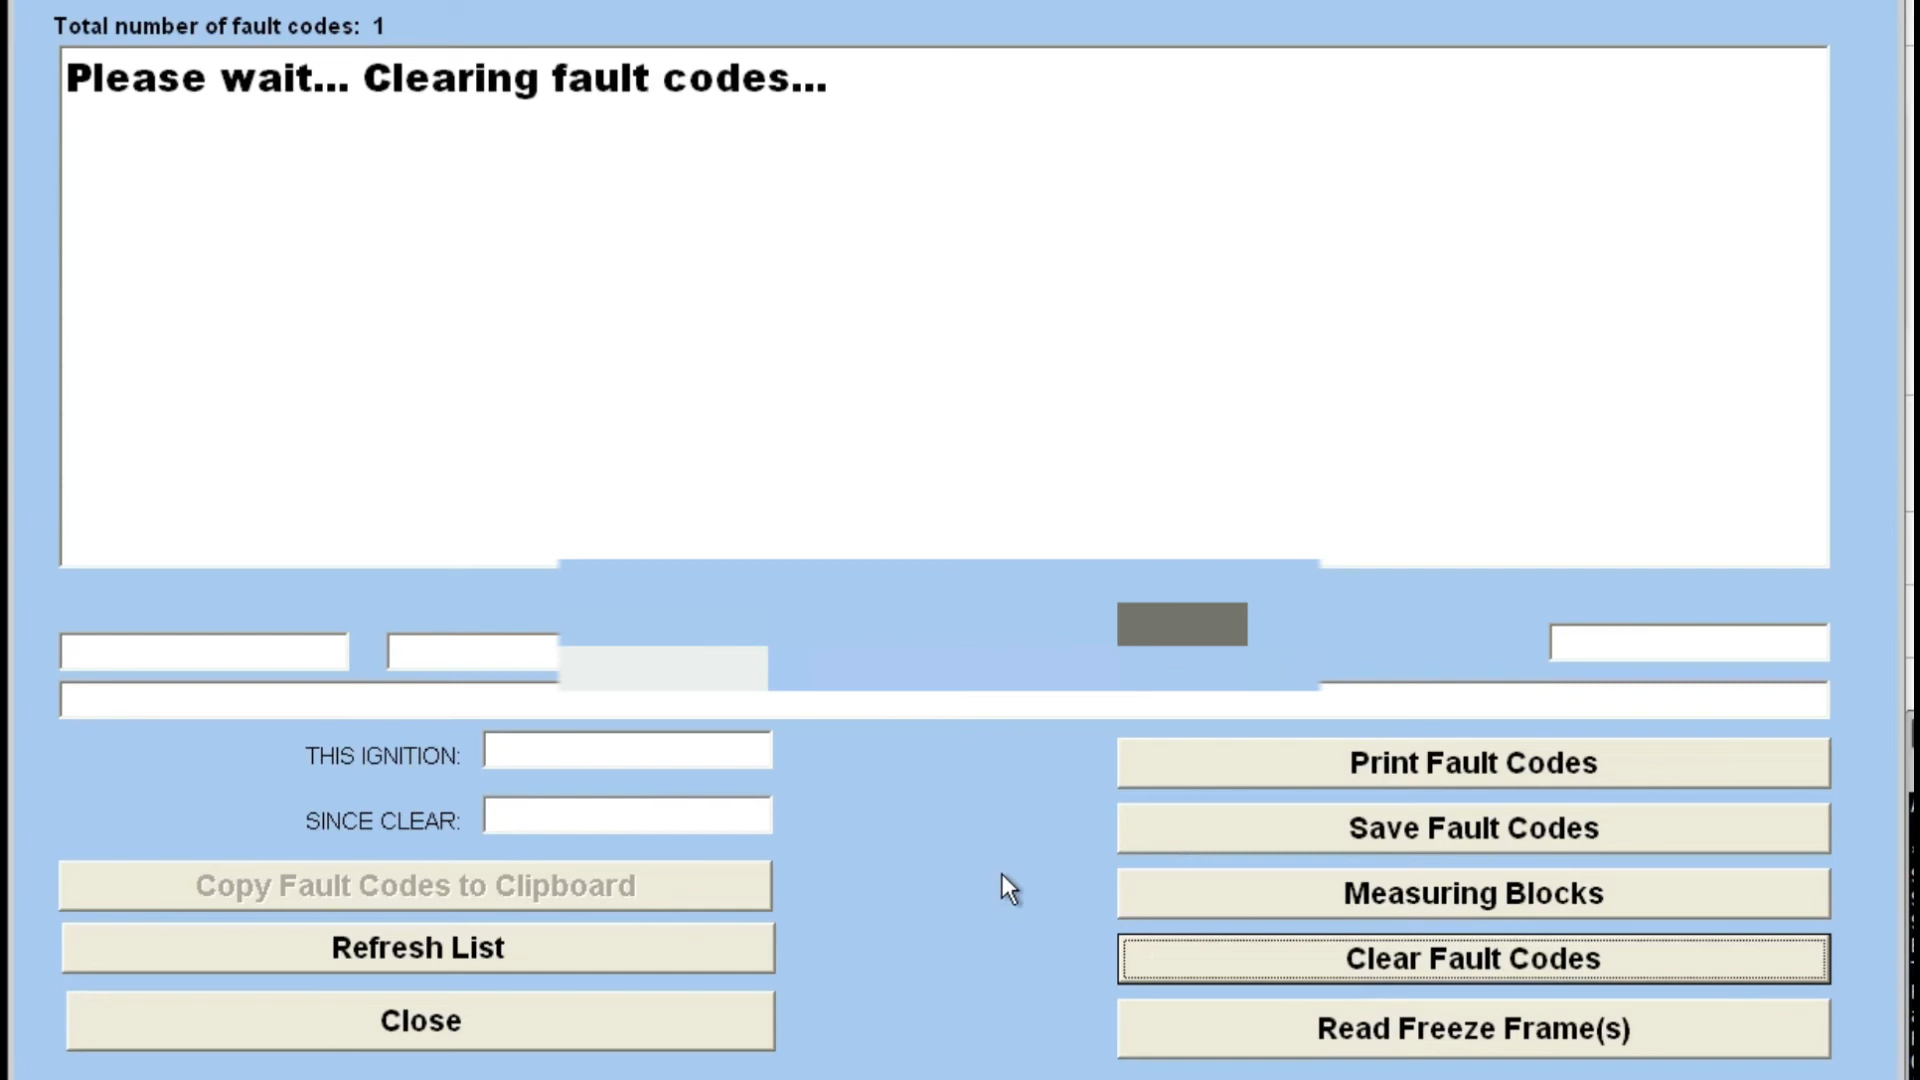 Total number of fault codes: 1
Please wait... Clearing fault codes...
THIS IGNITION:
SINCE CLEAR:
Copy Fault Codes to Clipboard
Refresh List
Close
Print Fault Codes
Save Fault Codes
Measuring Blocks
Clear Fault Codes
Read Freeze Frame(s)